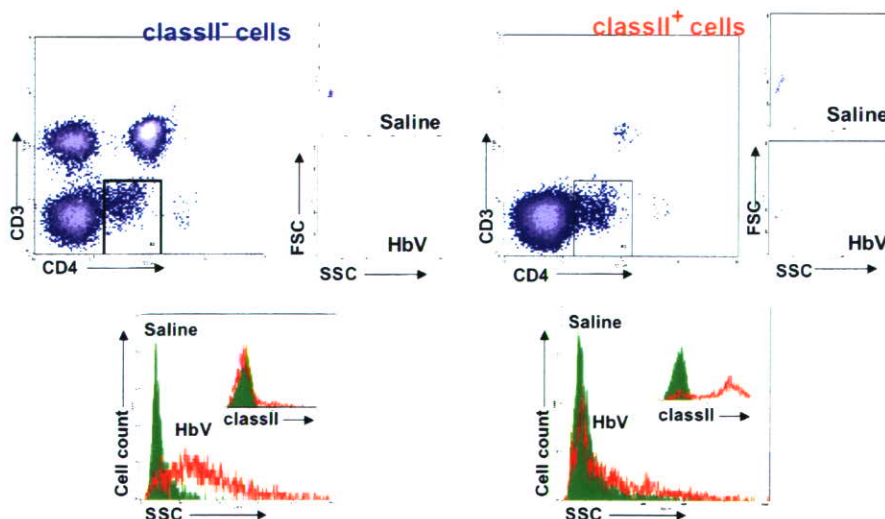 classII- cells
CD3
CD4
Saline
FSC
HbV
SSC
classII+ cells
CD3
CD4
Saline
FSC
HbV
SSC
Saline
Cell count
HbV
classII
SSC
Saline
Cell count
HbV
classII
SSC